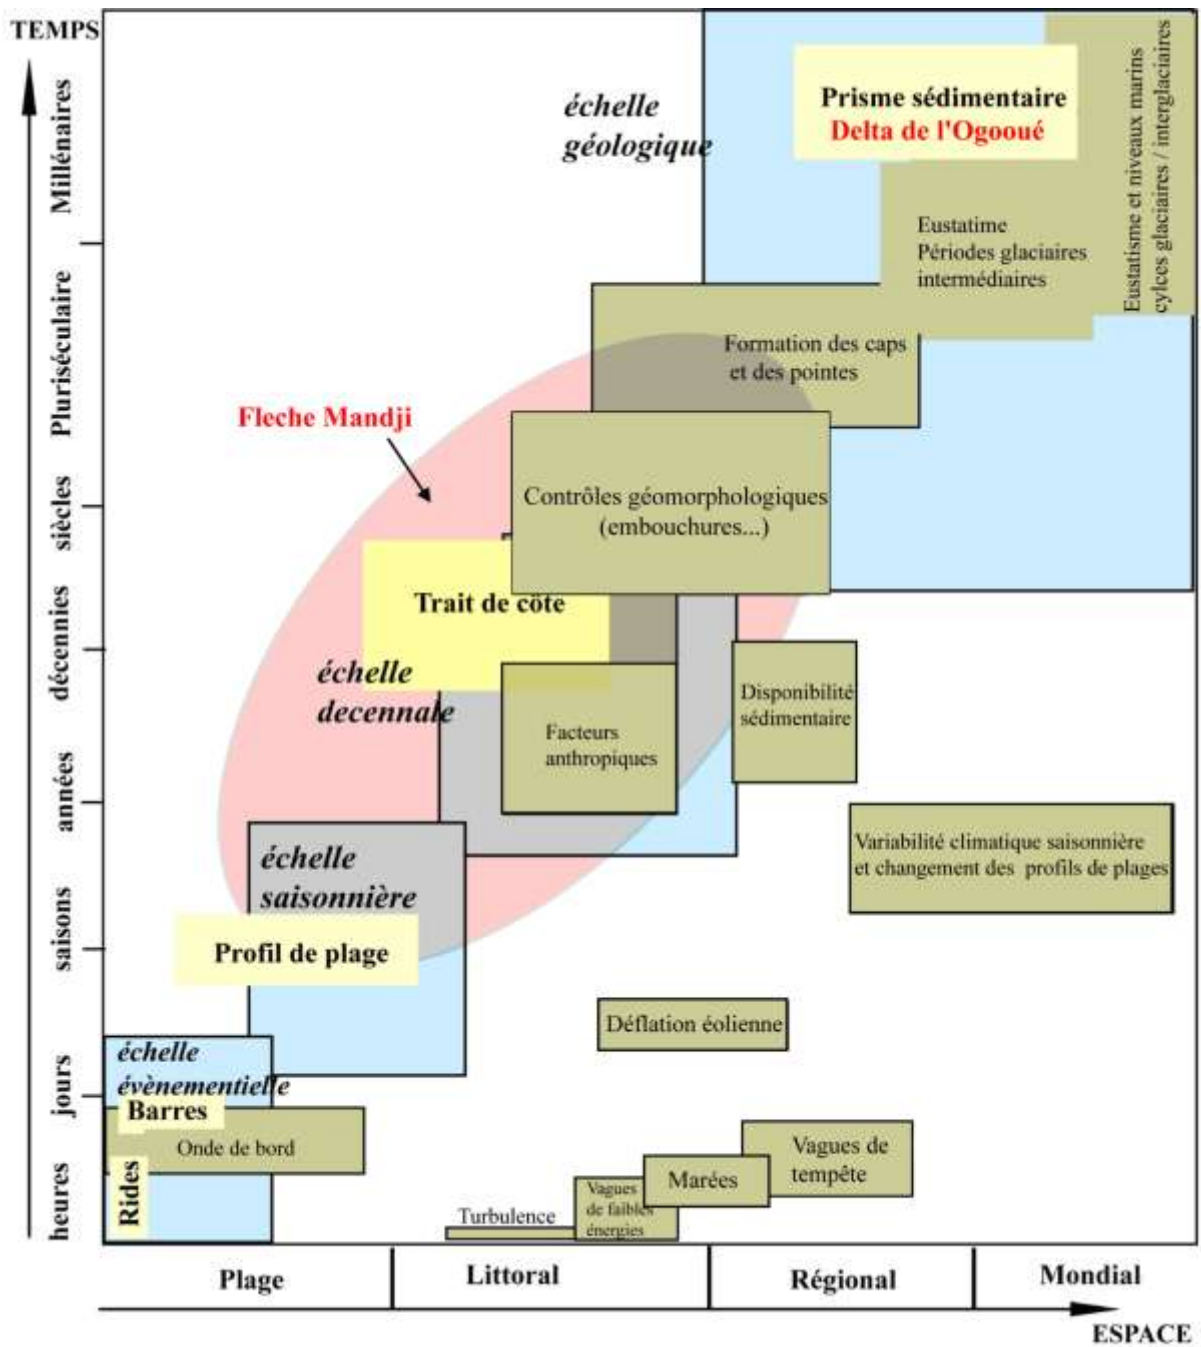 TEMPS
Millénaires
Pluriséculaire
siècles
décennies
années
saisons
jours
heures
échelle
géologique
Prisme sédimentaire
Delta de l'Ogooué
Eustatisme et niveaux marins
cylces glaciaires / interglaciaires
Eustatime
Périodes glaciaires
intermédiaires
Formation des caps
et des pointes
Fleche Mandji
Contrôles géomorphologiques
(embouchures...)
Trait de côte
échelle
decennale
Facteurs
anthropiques
Disponibilité
sédimentaire
Variabilité climatique saisonnière
et changement des profils de plages
échelle
saisonnière
Profil de plage
Déflation éolienne
échelle
évènementielle
Barres
Onde de bord
Rides
Turbulence
Vagues
de faibles
énergies
Marées
Vagues de
tempête
Plage
Littoral
Régional
Mondial
ESPACE